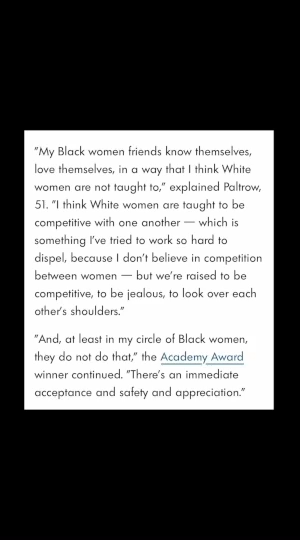 "My Black women friends know themselves,
love themselves, in a way that I think White
women are not taught to," explained Paltrow,
51. "I think White women are taught to be
competitive with one another — which is
something I've tried to work so hard to
dispel, because I don't believe in competition
between women — but we're raised to be
competitive, to be jealous, to look over each
other's shoulders."
"And, at least in my circle of Black women,
they do not do that," the Academy Award
winner continued. "There's an immediate
acceptance and safety and appreciation."